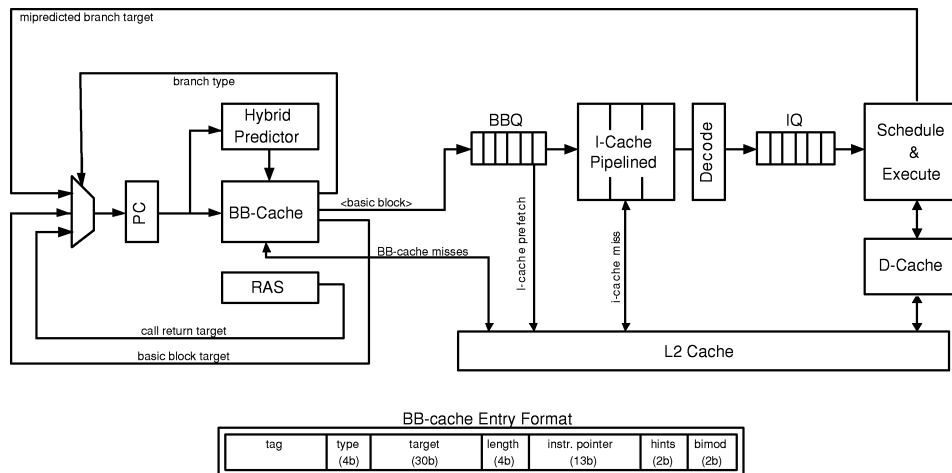 mipredicted branch target
branch type
Hybrid
Predictor
BBQ
I-Cache
Pipelined
Decode
IQ
Schedule
&
Execute
PC
BB-Cache
<basic block>
I-cache prefetch
i-cache miss
BB-cache misses
D-Cache
RAS
call return target
basic block target
L2 Cache
BB-cache Entry Format
tag type target length instr. pointer hints bimod
(4b) (30b) (4b) (13b) (2b) (2b)